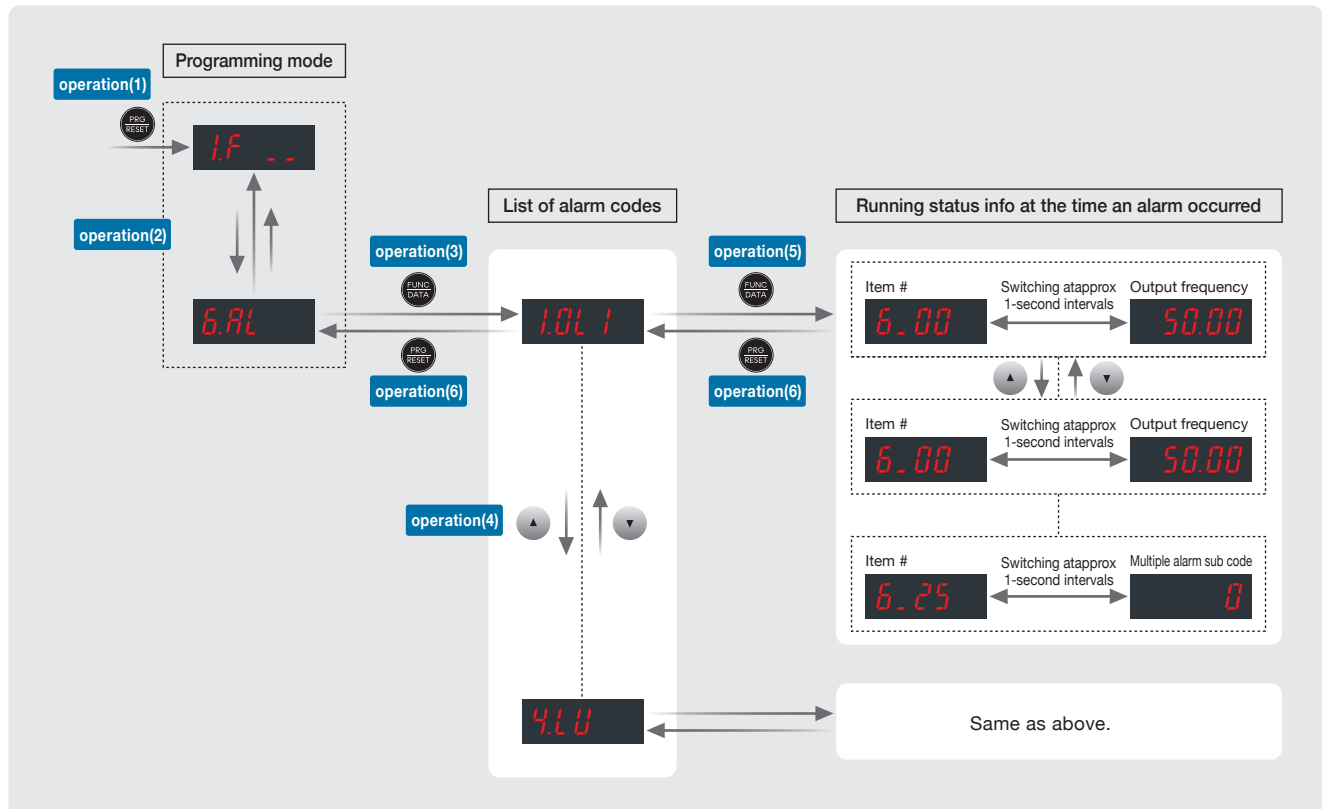 Programming mode
operation(1)
PRG
RESET
1.F _ _
operation(2)
6.AL
operation(3)
FUNC
DATA
PRG
RESET
operation(6)
List of alarm codes
1.OL1
operation(4)
▲
▼
4.LU
operation(5)
FUNC
DATA
PRG
RESET
operation(6)
Running status info at the time an alarm occurred
Item #
Switching atapprox
1-second intervals
Output frequency
6_00
50.00
▲
▼
Item #
Switching atapprox
1-second intervals
Output frequency
6_00
50.00
Item #
Switching atapprox
1-second intervals
Multiple alarm sub code
6_25
0
Same as above.